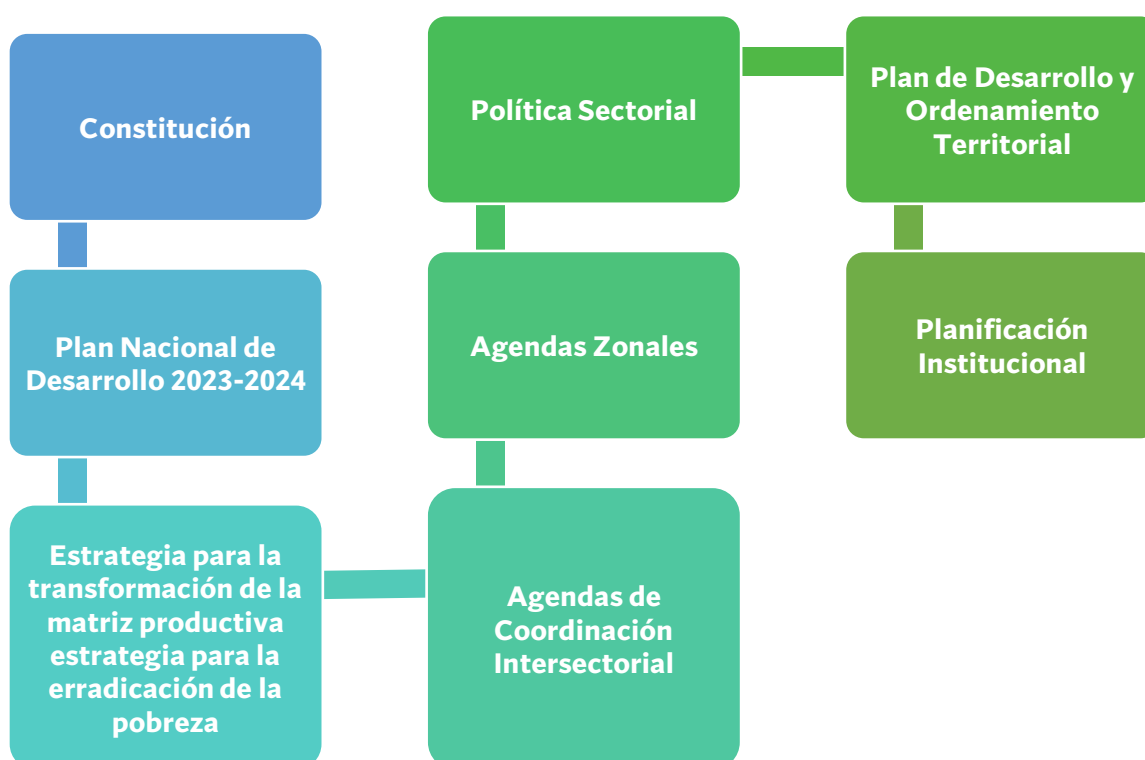 Constitución
Plan Nacional de
Desarrollo 2023-2024
Estrategia para la
transformación de la
matriz productiva
estrategia para la
erradicación de la
pobreza
Agendas de
Coordinación
Intersectorial
Agendas Zonales
Política Sectorial
Plan de Desarrollo y
Ordenamiento
Territorial
Planificación
Institucional